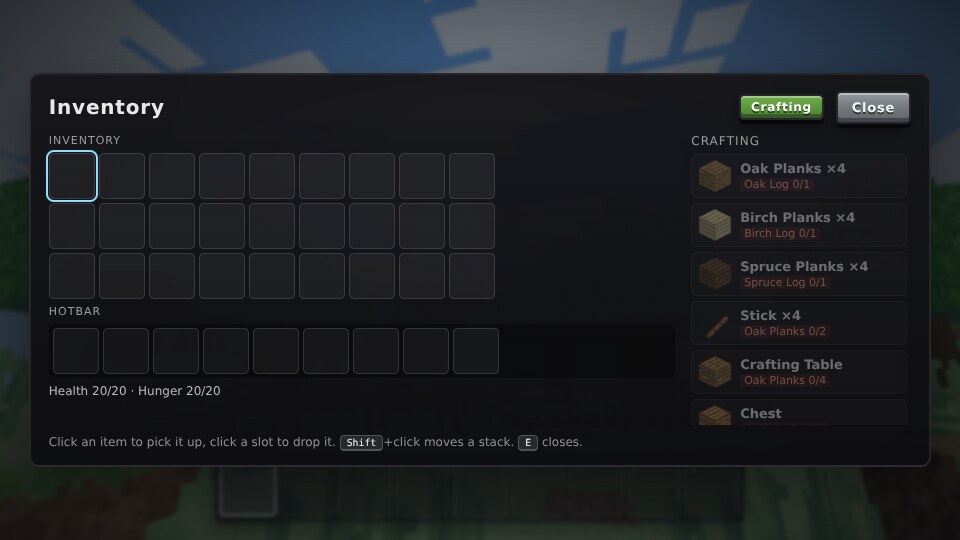 Inventory
Crafting
Close
INVENTORY
CRAFTING
Oak Planks ×4
Oak Log 0/1
Birch Planks ×4
Birch Log 0/1
Spruce Planks ×4
Spruce Log 0/1
Stick ×4
Oak Planks 0/2
Crafting Table
Oak Planks 0/4
Chest
HOTBAR
Health 20/20 · Hunger 20/20
Click an item to pick it up, click a slot to drop it. Shift+click moves a stack. E closes.